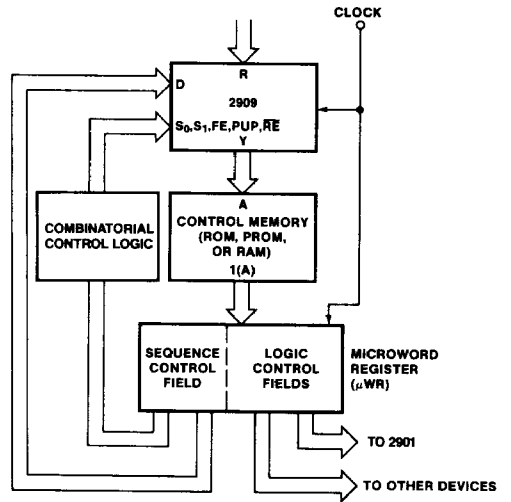 CLOCK
R
D
2909
S₀,S₁,FE,PUP,R̅E̅
Y
A
CONTROL MEMORY
(ROM, PROM,
OR RAM)
1(A)
COMBINATORIAL
CONTROL LOGIC
SEQUENCE
CONTROL
FIELD
LOGIC
CONTROL
FIELDS
MICROWORD
REGISTER
(μWR)
TO 2901
TO OTHER DEVICES